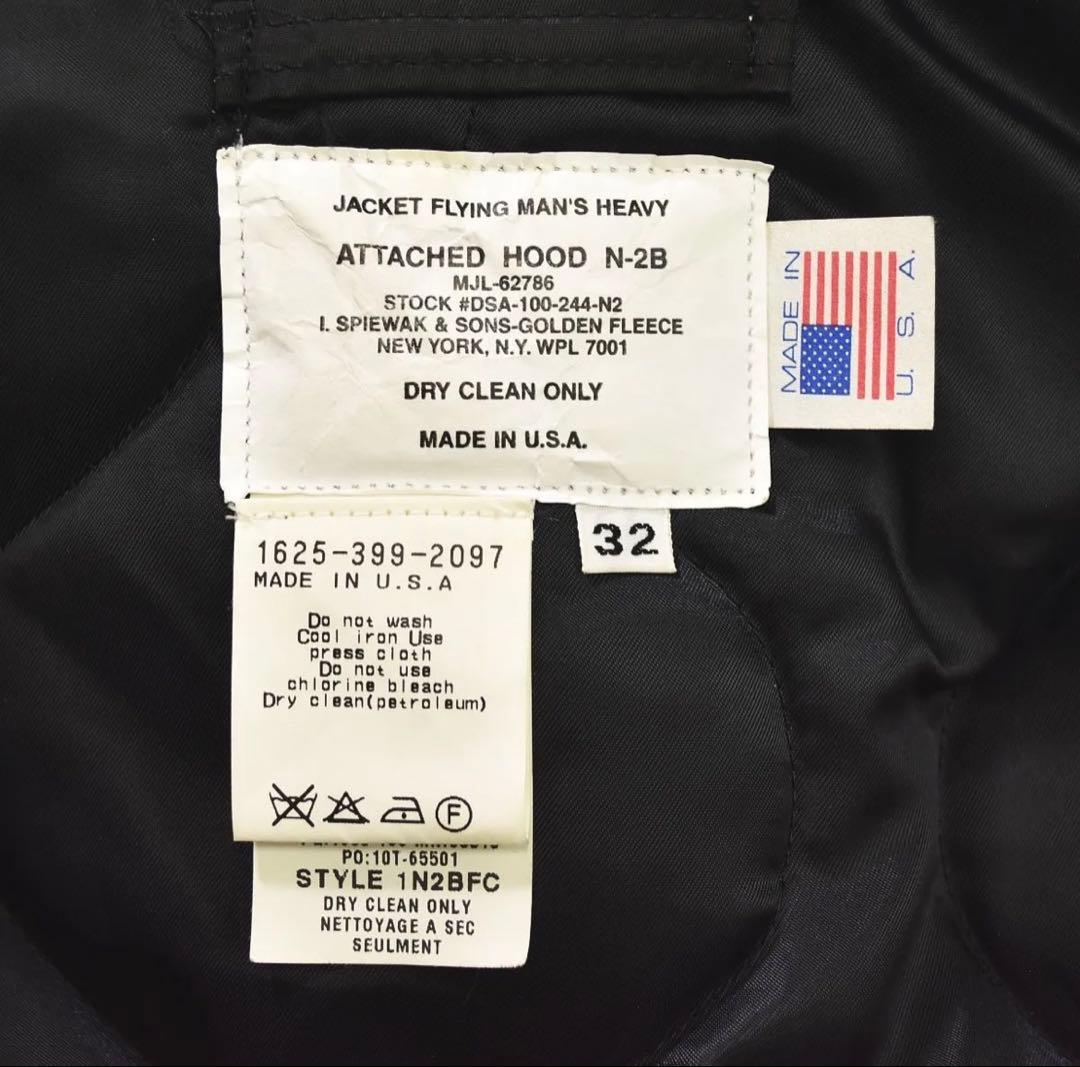 JACKET FLYING MAN'S HEAVY
ATTACHED HOOD N-2B
MJL-62786
STOCK #DSA-100-244-N2
I. SPIEWAK & SONS-GOLDEN FLEECE
NEW YORK, N.Y. WPL 7001
DRY CLEAN ONLY
MADE IN U.S.A.
MADE IN
U. S. A.
32
1625-399-2097
MADE IN U.S.A
Do not wash
Cool iron Use
press cloth
Do not use
chlorine bleach
Dry clean(petroleum)
F
PO:10T-65501
STYLE 1N2BFC
DRY CLEAN ONLY
NETTOYAGE A SEC
SEULMENT